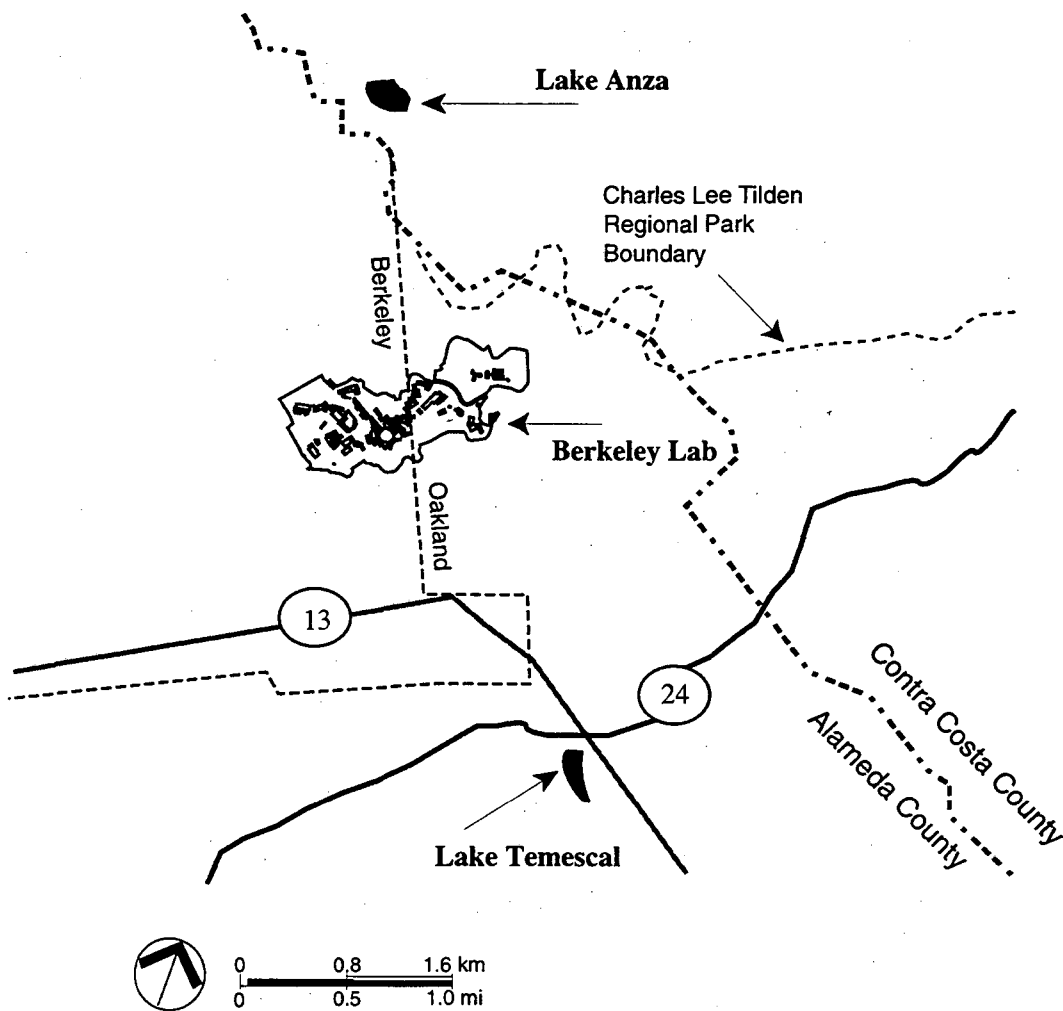 Lake Anza
Charles Lee Tilden
Regional Park
Boundary
Berkeley
Berkeley Lab
Oakland
13
24
Contra Costa County
Alameda County
Lake Temescal
0 0.8 1.6 km
0 0.5 1.0 mi